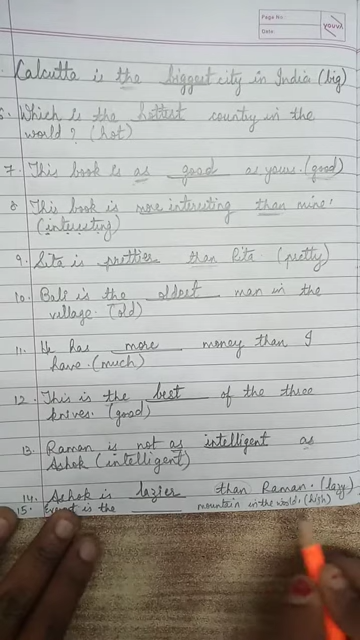 Page No:
Date:
YOUVA
Calcutta is the biggest city in India (big)
Which is the hottest country in the
world? (hot)
7. This book is as good as yours. (good)
8 This book is more interesting than mine.
(interesting)
9. Sita is prettier than Rita. (pretty)
10. Bali is the oldest man in the
village. (old)
11. He has more money than I
have. (much)
12. This is the best of the three
knives. (good)
13. Raman is not as intelligent as
Ashok (intelligent)
14. Ashok is lazier than Raman. (lazy)
15. is the ______ mountain in the world. (high)